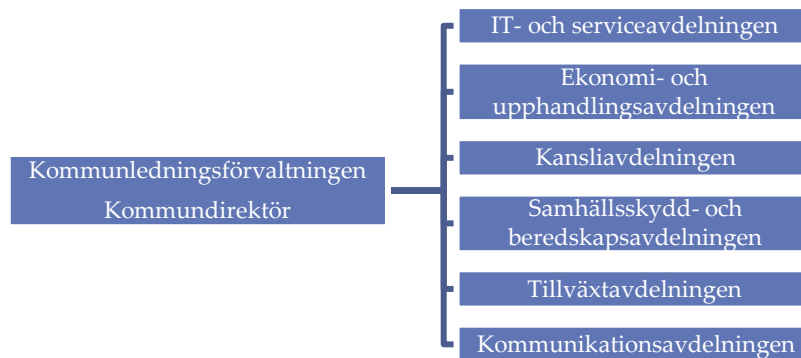 Kommunledningsförvaltningen
Kommundirektör
IT- och serviceavdelningen
Ekonomi- och
upphandlingsavdelningen
Kansliavdelningen
Samhällsskydd- och
beredskapsavdelningen
Tillväxtavdelningen
Kommunikationsavdelningen